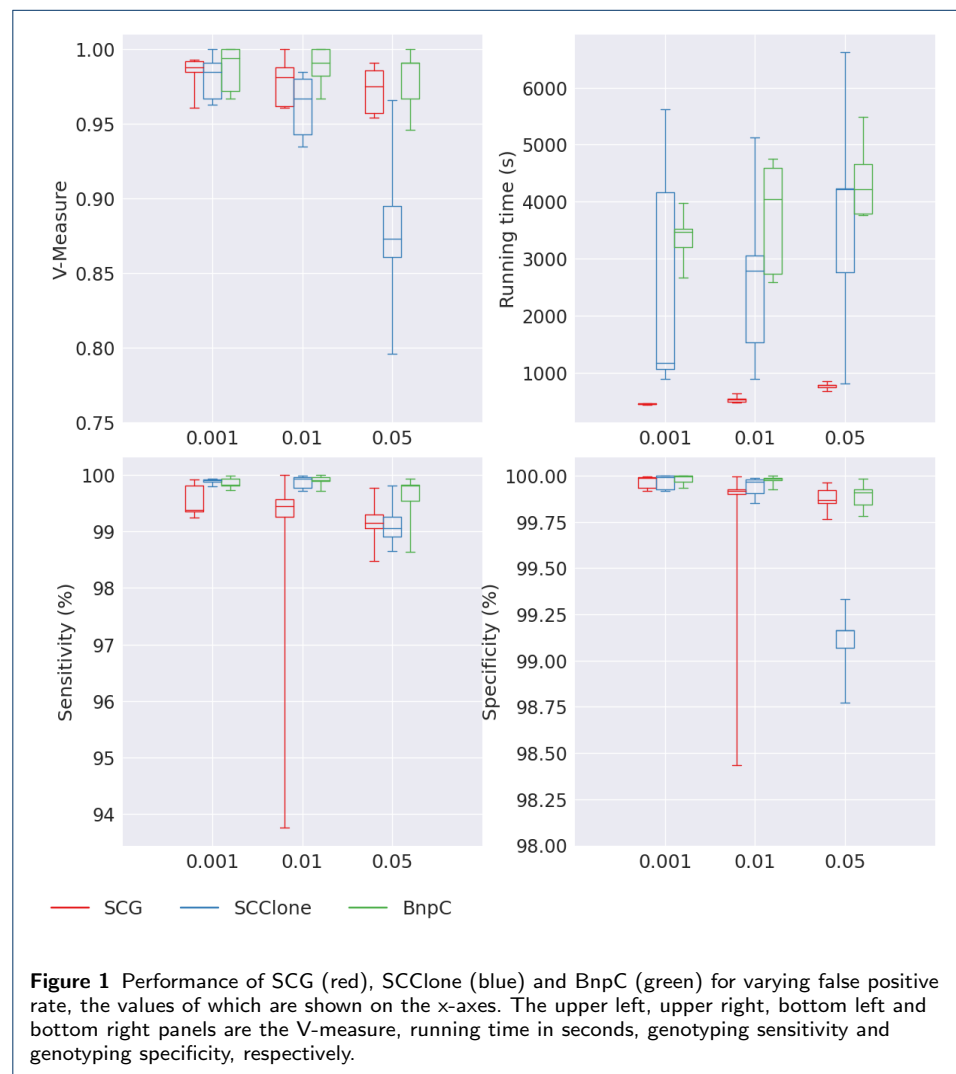 1.00
0.95
0.90
0.85
0.80
0.75
V-Measure
0.001 0.01 0.05
6000
5000
4000
3000
2000
1000
Running time (s)
0.001 0.01 0.05
100
99
98
97
96
95
94
Sensitivity (%)
0.001 0.01 0.05
100.00
99.75
99.50
99.25
99.00
98.75
98.50
98.25
98.00
Specificity (%)
0.001 0.01 0.05
SCG SCClone BnpC
Figure 1 Performance of SCG (red), SCClone (blue) and BnpC (green) for varying false positive
rate, the values of which are shown on the x-axes. The upper left, upper right, bottom left and
bottom right panels are the V-measure, running time in seconds, genotyping sensitivity and
genotyping specificity, respectively.